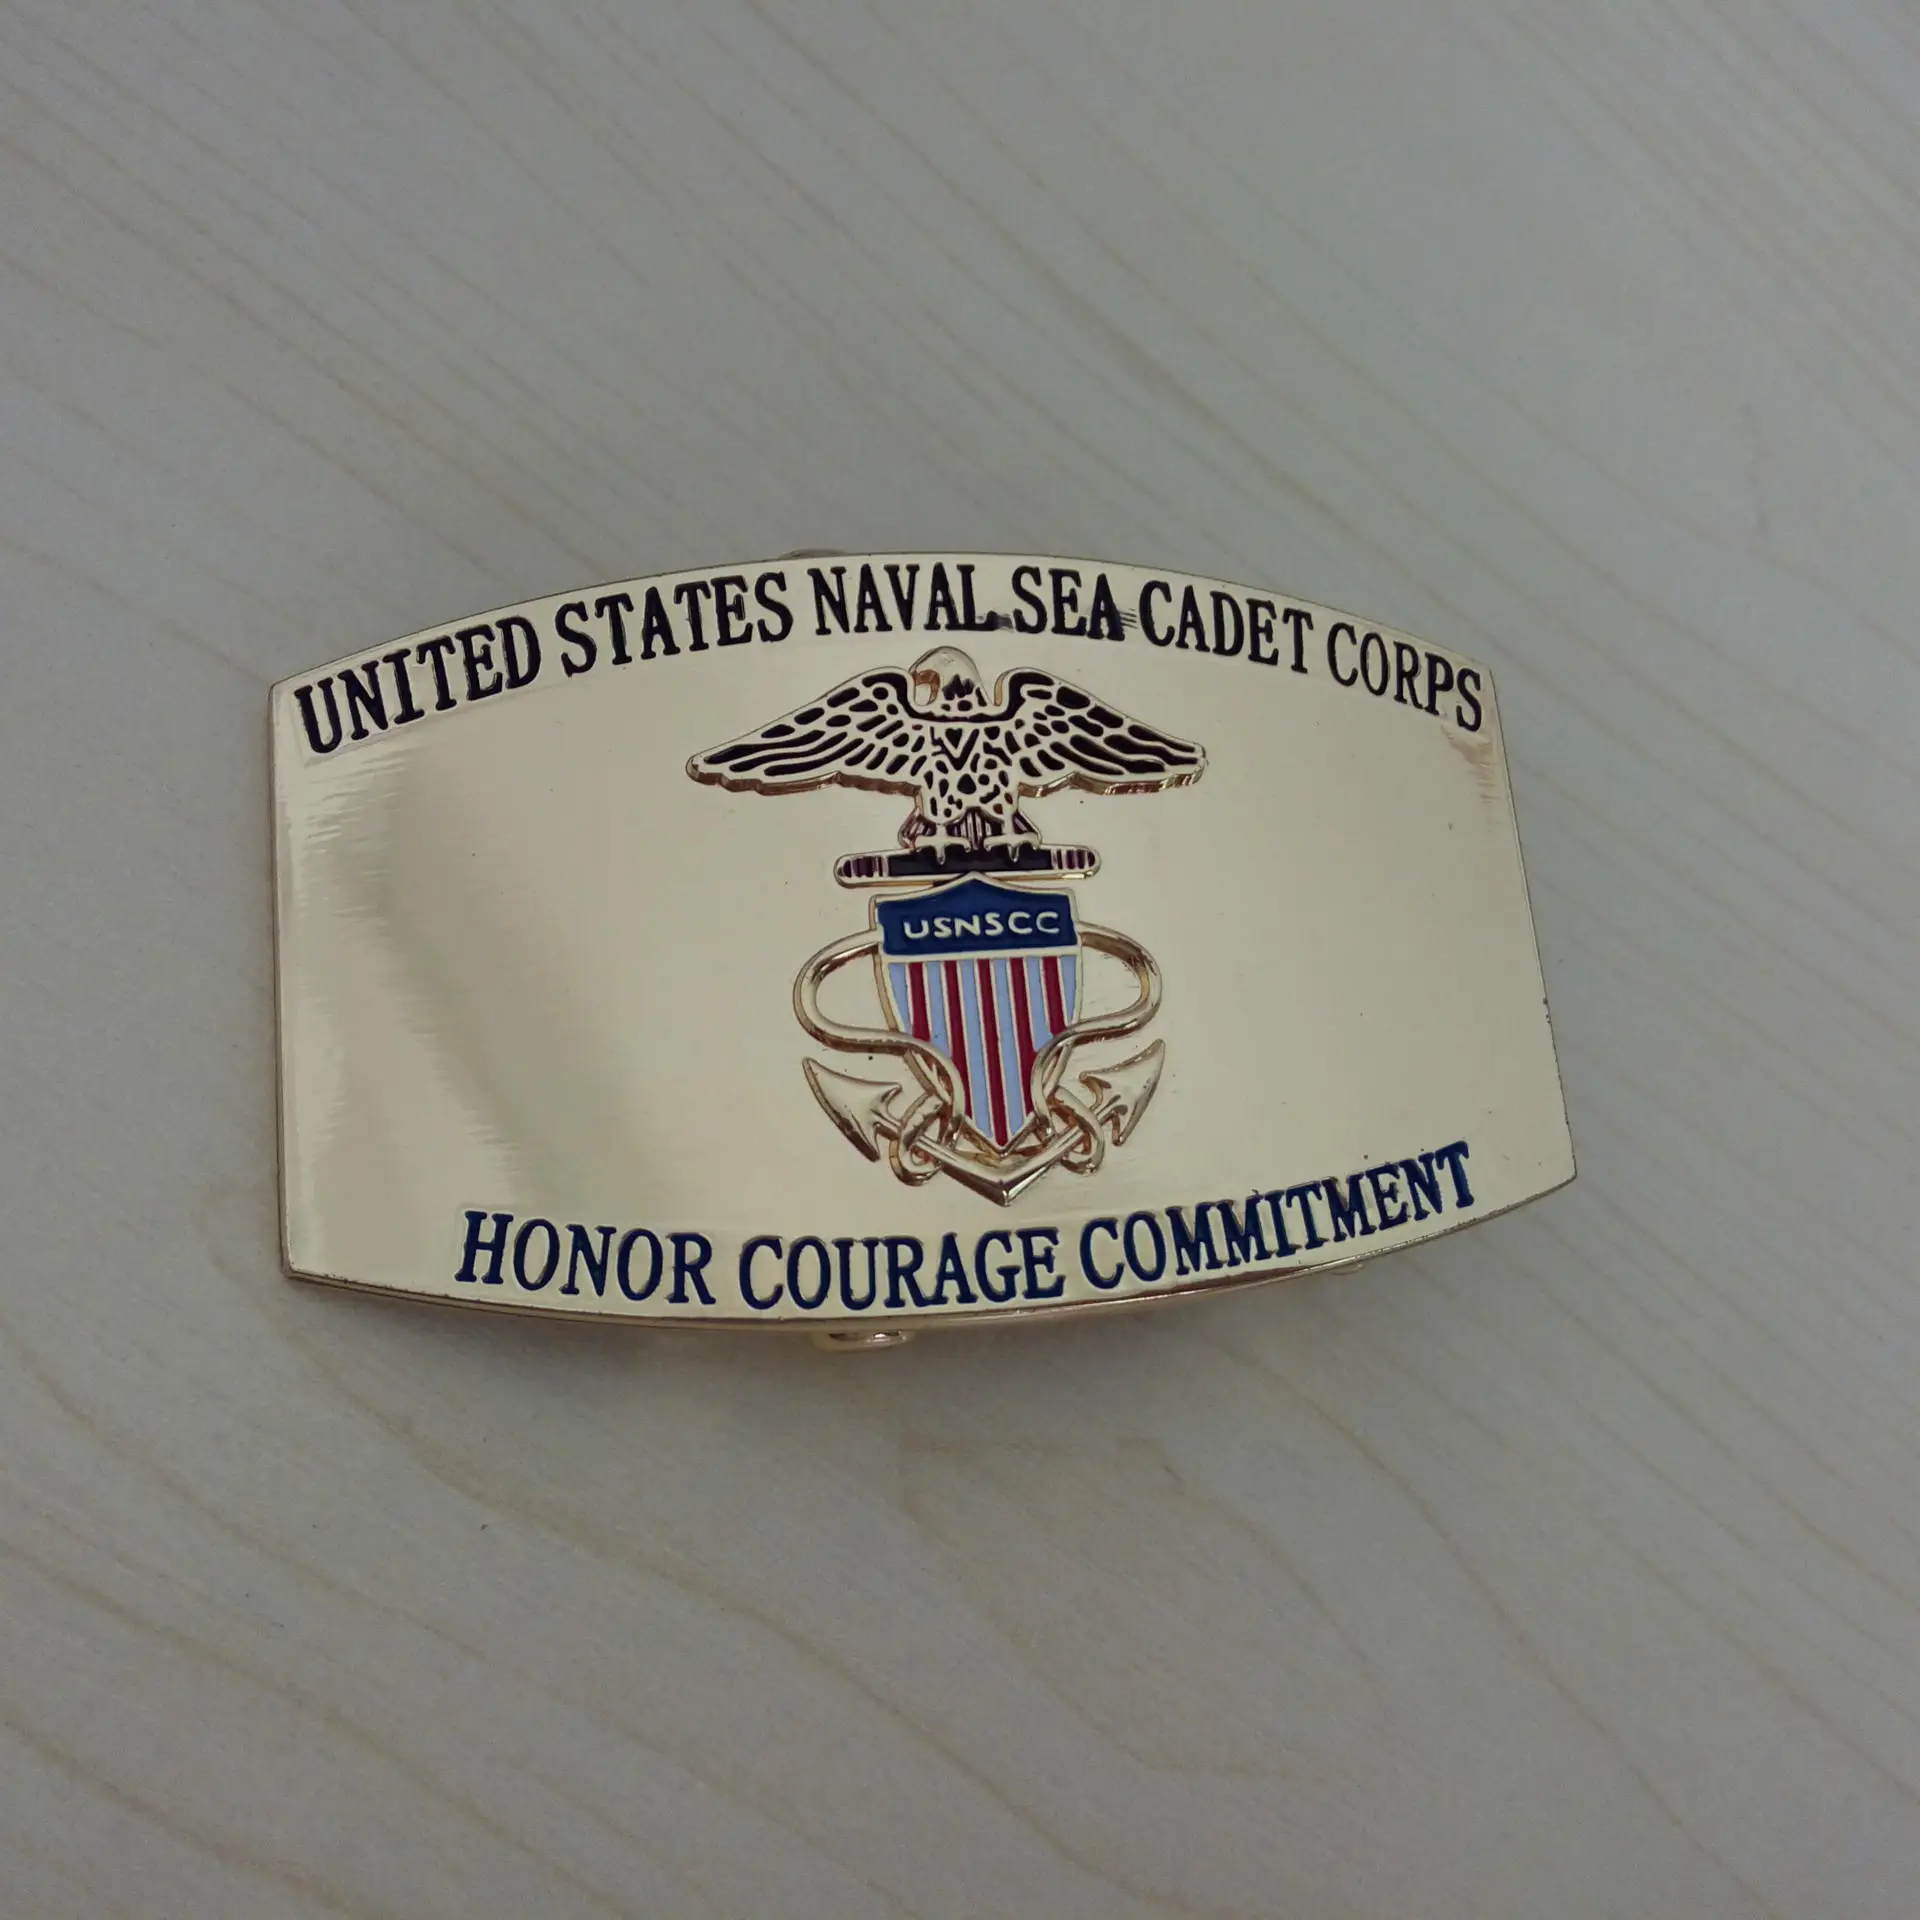 UNITED STATES NAVAL SEA CADET CORPS
USNSCC
HONOR COURAGE COMMITMENT